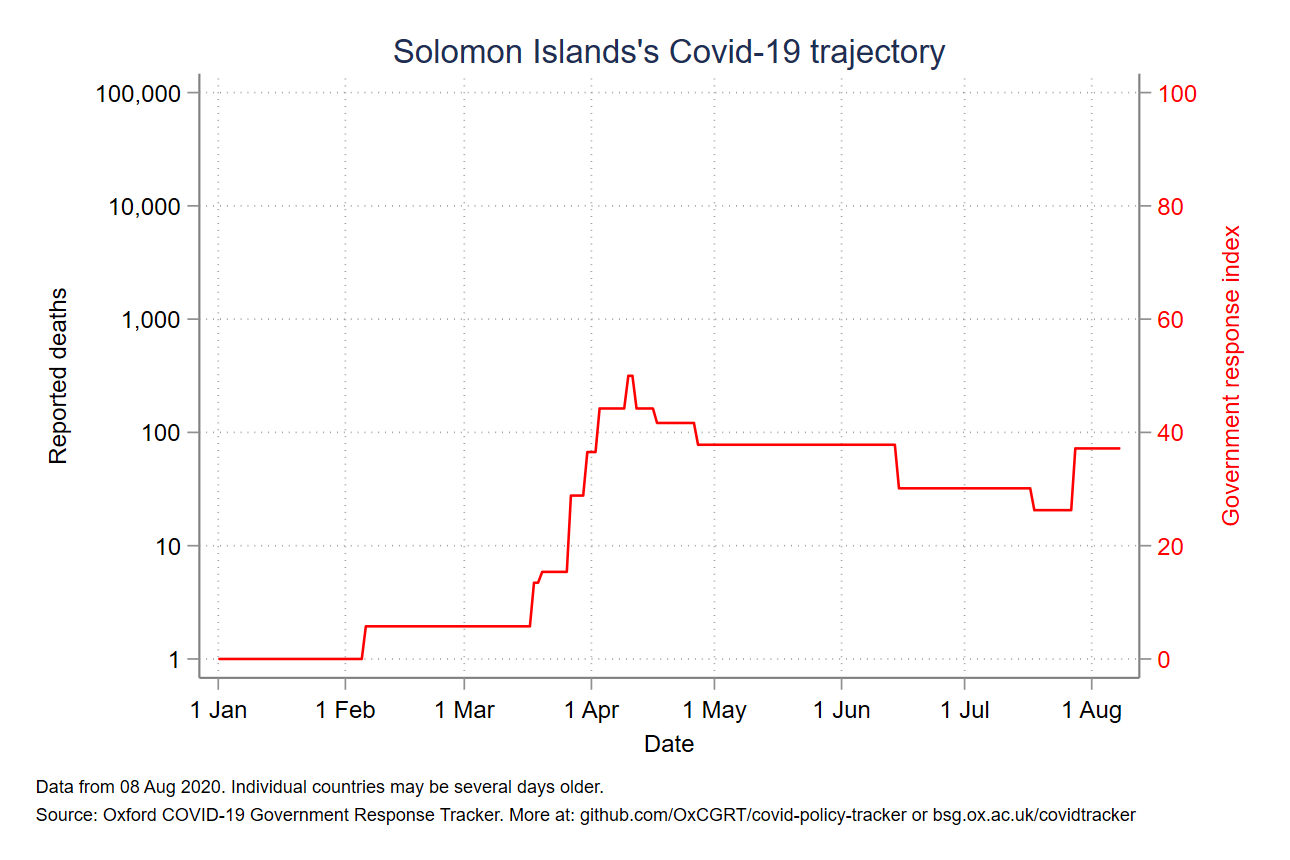 Solomon Islands's Covid-19 trajectory
100,000
10,000
1,000
100
10
1
Reported deaths
100
80
60
40
20
0
Government response index
1 Jan
1 Feb
1 Mar
1 Apr
1 May
1 Jun
1 Jul
1 Aug
Date
Data from 08 Aug 2020. Individual countries may be several days older.
Source: Oxford COVID-19 Government Response Tracker. More at: github.com/OxCGRT/covid-policy-tracker or bsg.ox.ac.uk/covidtracker